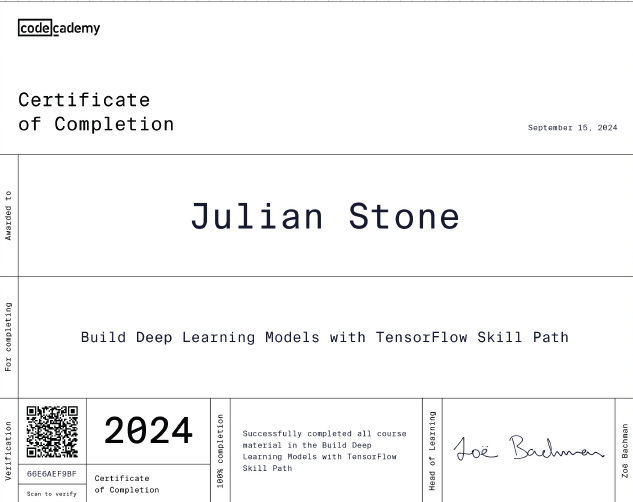 codecademy
Certificate
of Completion
September 15, 2024
Awarded to
Julian Stone
For completing
Build Deep Learning Models with TensorFlow Skill Path
Verification
66E6AEF9BF
Scan to verify
2024
Certificate
of Completion
100% completion
Successfully completed all course
material in the Build Deep
Learning Models with TensorFlow
Skill Path
Head of Learning
Zoë Bachman
Zoë Bachman